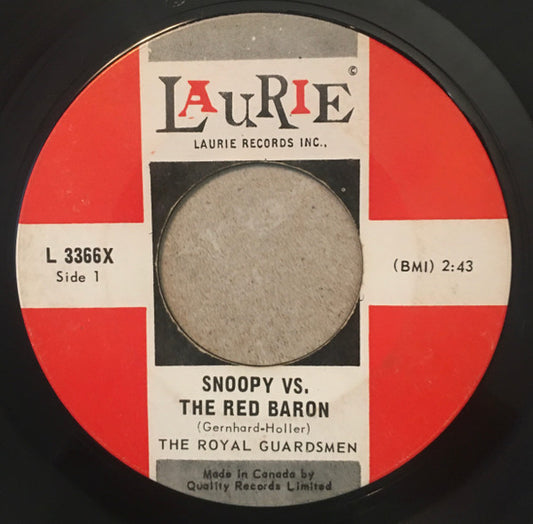 LAURIE ©
LAURIE RECORDS INC.,
L 3366X
Side 1
(BMI) 2:43
SNOOPY VS.
THE RED BARON
(Gernhard-Holler)
THE ROYAL GUARDSMEN
Made in Canada by
Quality Records Limited